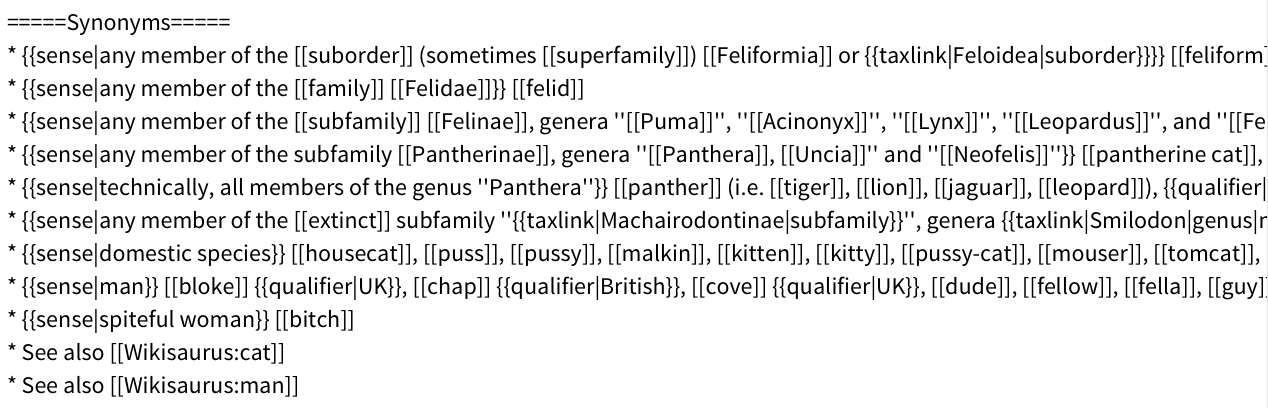 =====Synonyms=====
* {{sense|any member of the [[suborder]] (sometimes [[superfamily]]) [[Feliformia]] or {{taxlink|Feloidea|suborder}}}} [[feliform]
* {{sense|any member of the [[family]] [[Felidae]]}} [[felid]]
* {{sense|any member of the [[subfamily]] [[Felinae]], genera ''[[Puma]]'', ''[[Acinonyx]]'', ''[[Lynx]]'', ''[[Leopardus]]'', and ''[[Fe
* {{sense|any member of the subfamily [[Pantherinae]], genera ''[[Panthera]], [[Uncia]]'' and ''[[Neofelis]]''}} [[pantherine cat]],
* {{sense|technically, all members of the genus ''Panthera''}} [[panther]] (i.e. [[tiger]], [[lion]], [[jaguar]], [[leopard]]), {{qualifier|
* {{sense|any member of the [[extinct]] subfamily ''{{taxlink|Machairodontinae|subfamily}}'', genera {{taxlink|Smilodon|genus|
* {{sense|domestic species}} [[housecat]], [[puss]], [[pussy]], [[malkin]], [[kitten]], [[kitty]], [[pussy-cat]], [[mouser]], [[tomcat]],
* {{sense|man}} [[bloke]] {{qualifier|UK}}, [[chap]] {{qualifier|British}}, [[cove]] {{qualifier|UK}}, [[dude]], [[fellow]], [[fella]], [[guy]]
* {{sense|spiteful woman}} [[bitch]]
* See also [[Wikisaurus:cat]]
* See also [[Wikisaurus:man]]